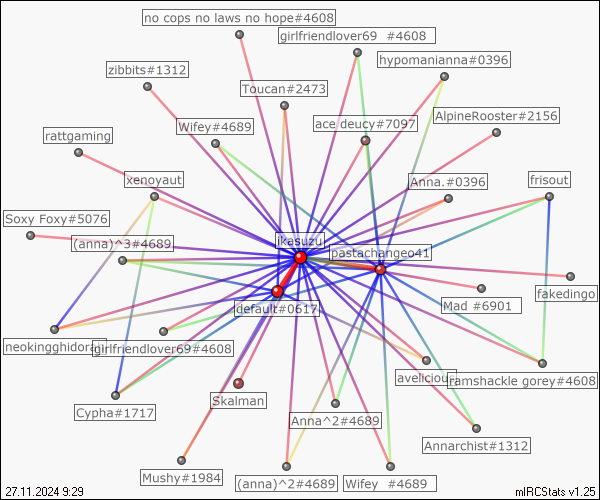 no cops no laws no hope#4608
girlfriendlover69 #4608
hypomanianna#0396
zibbits#1312
Toucan#2473
AlpineRooster#2156
Wifey#4689
ace.deucy#7097
rattgaming
xenoyaut
Anna.#0396
frisout
Soxy Foxy#5076
(anna)^3#4689
ikasuzu
pastachangeo41
default#0617
Mad #6901
fakedingo
neokingghidora
girlfriendlover69#4608
avelicious
ramshackle gorey#4608
Skalman
Cypha#1717
Anna^2#4689
Annarchist#1312
Mushy#1984
(anna)^2#4689
Wifey #4689
27.11.2024 9:29
mIRCStats v1.25